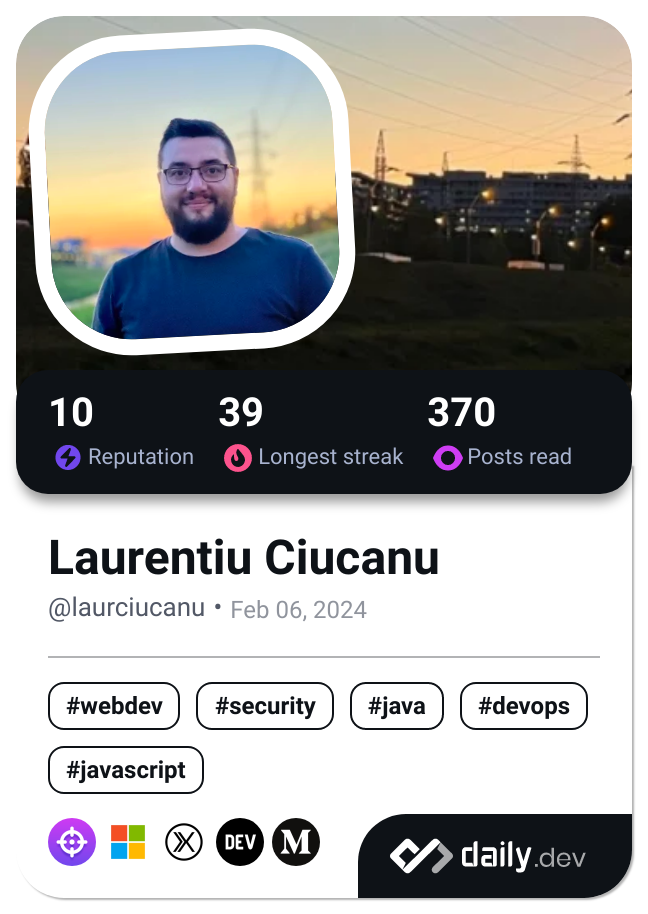 10 39 370
Reputation Longest streak Posts read
Laurentiu Ciucanu
@laurciucanu • Feb 06, 2024
#webdev #security #java #devops
#javascript
DEV M daily.dev